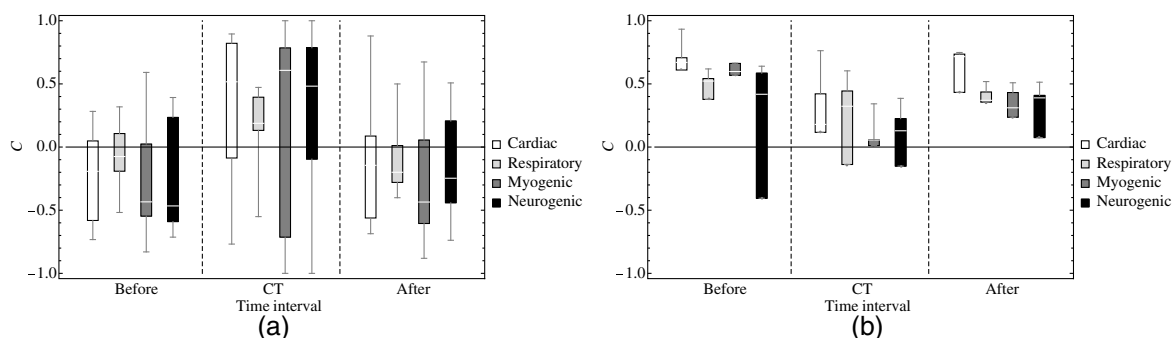 1.0
0.5
0.0
−0.5
−1.0
C
Before
CT
After
Time interval
Cardiac
Respiratory
Myogenic
Neurogenic
(a)
1.0
0.5
0.0
−0.5
−1.0
C
Before
CT
After
Time interval
Cardiac
Respiratory
Myogenic
Neurogenic
(b)